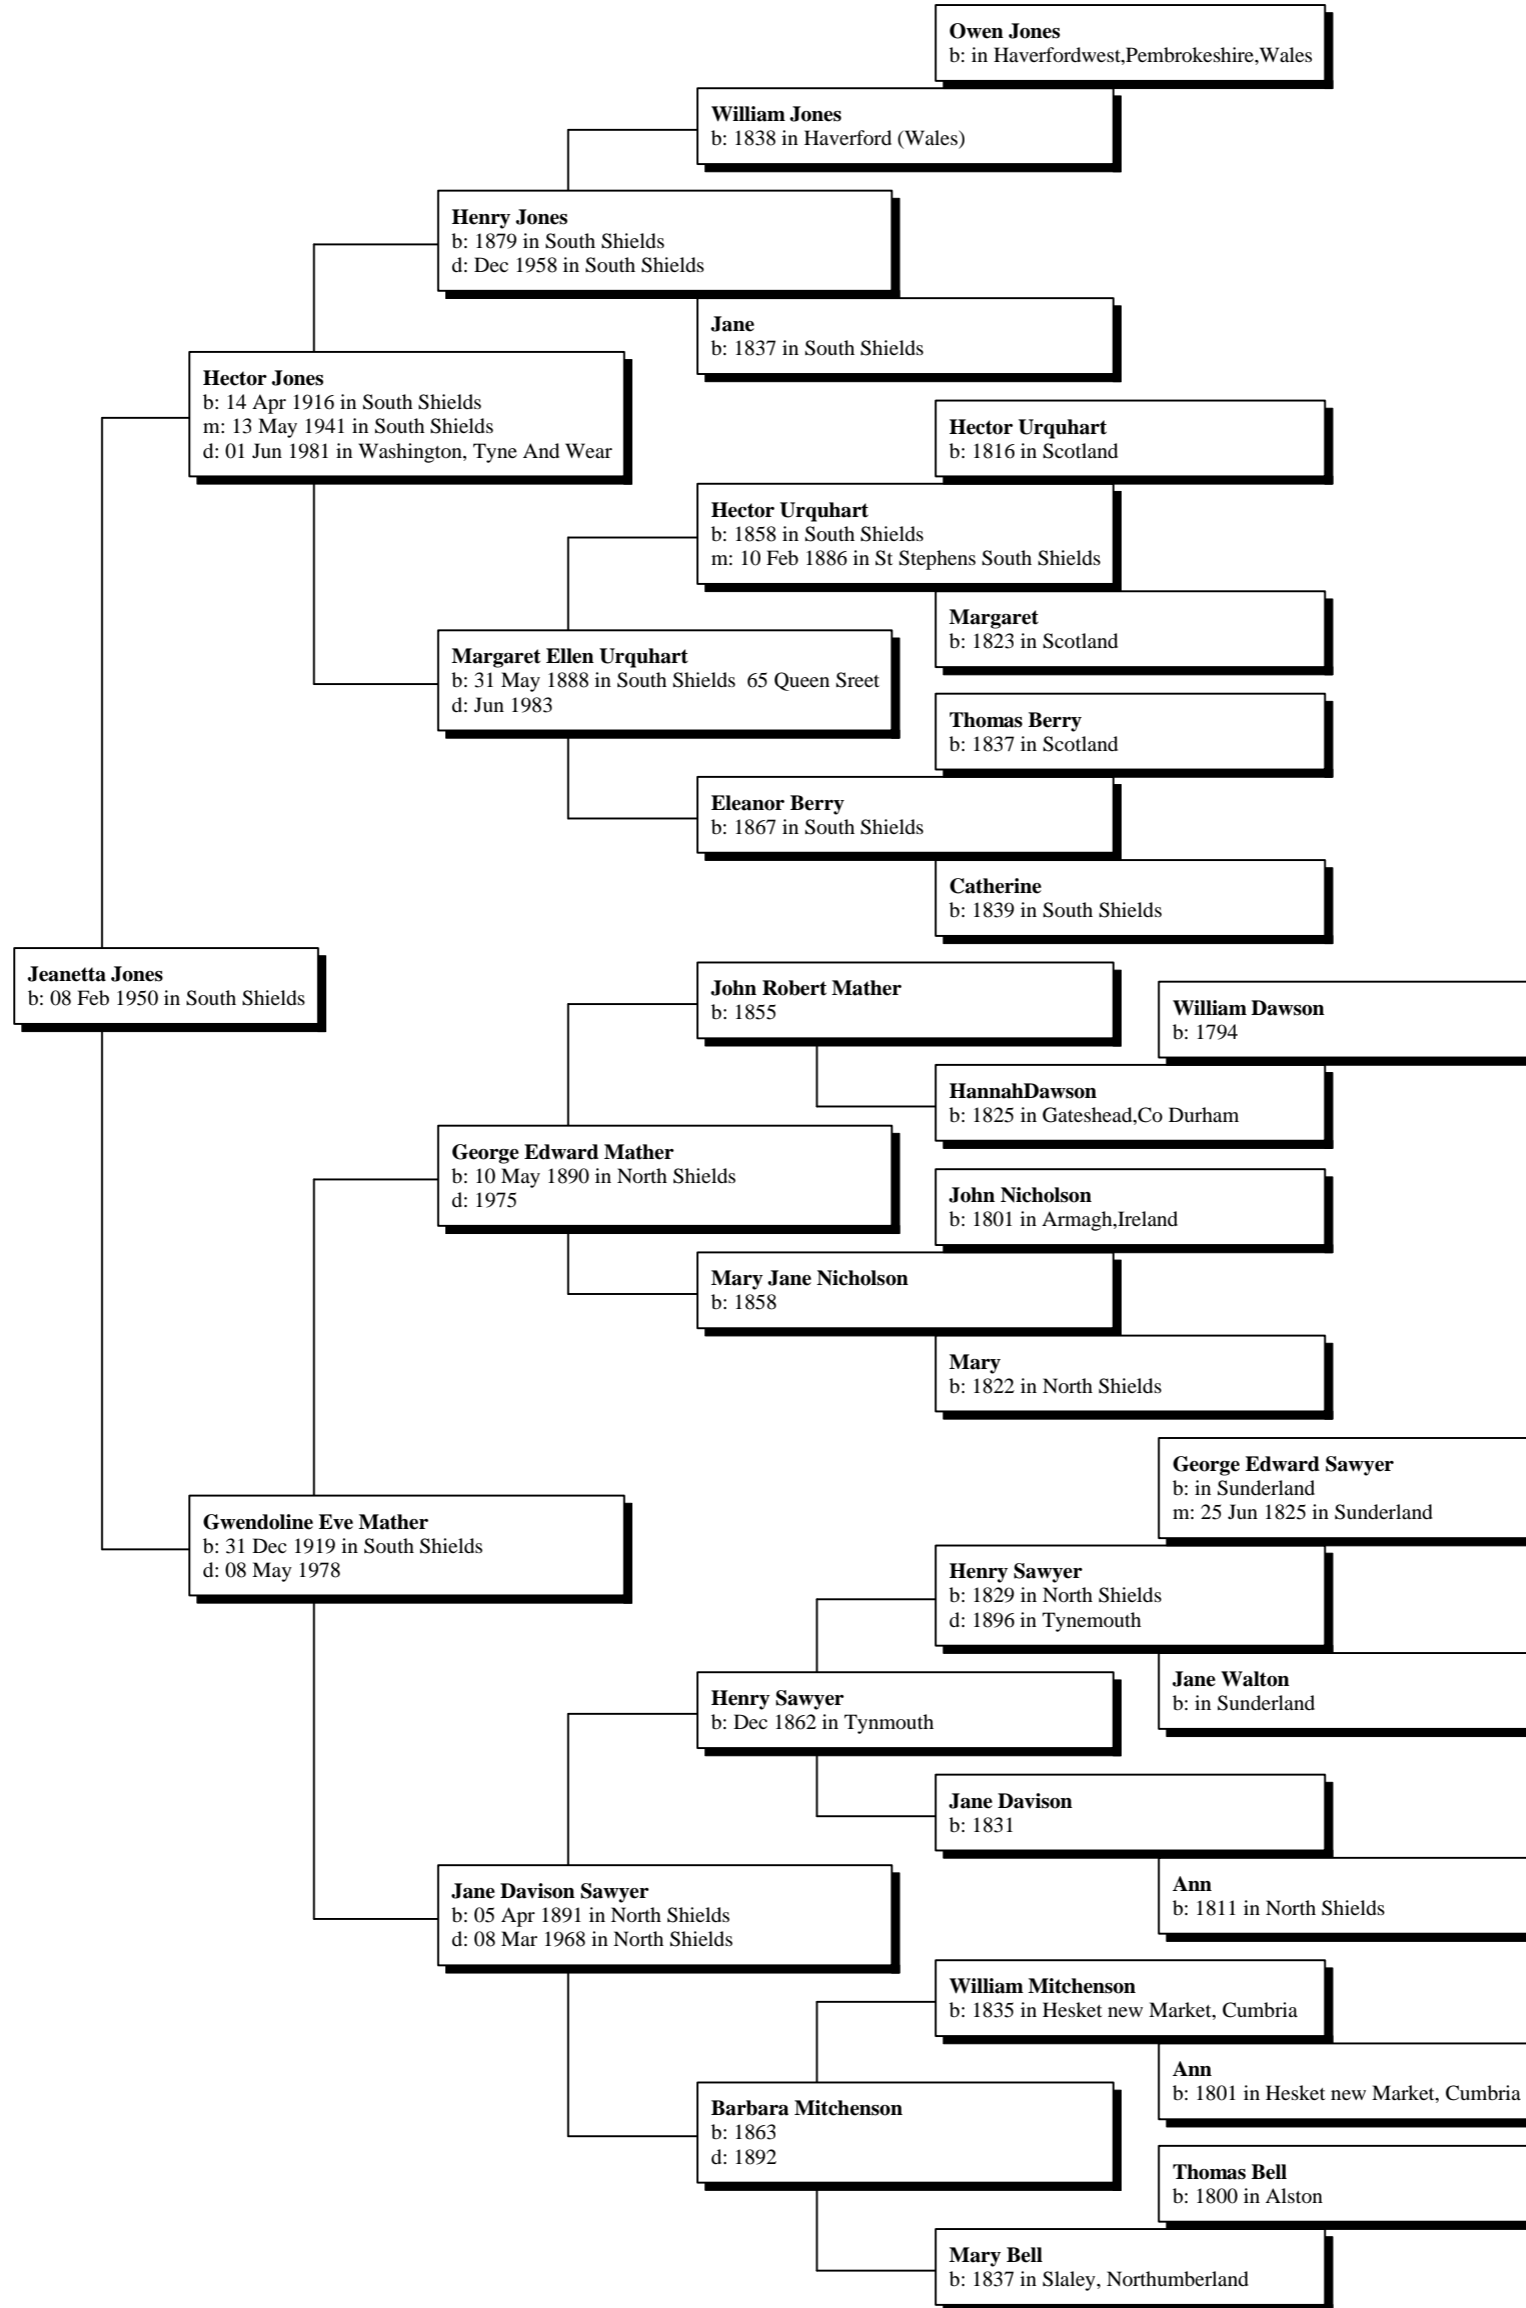 Owen Jones
b: in Haverfordwest,Pembrokeshire,Wales
William Jones
b: 1838 in Haverford (Wales)
Henry Jones
b: 1879 in South Shields
d: Dec 1958 in South Shields
Jane
b: 1837 in South Shields
Hector Jones
b: 14 Apr 1916 in South Shields
m: 13 May 1941 in South Shields
d: 01 Jun 1981 in Washington, Tyne And Wear
Hector Urquhart
b: 1816 in Scotland
Hector Urquhart
b: 1858 in South Shields
m: 10 Feb 1886 in St Stephens South Shields
Margaret
b: 1823 in Scotland
Margaret Ellen Urquhart
b: 31 May 1888 in South Shields  65 Queen Sreet
d: Jun 1983
Thomas Berry
b: 1837 in Scotland
Eleanor Berry
b: 1867 in South Shields
Catherine
b: 1839 in South Shields
Jeanetta Jones
b: 08 Feb 1950 in South Shields
John Robert Mather
b: 1855
William Dawson
b: 1794
HannahDawson
b: 1825 in Gateshead,Co Durham
George Edward Mather
b: 10 May 1890 in North Shields
d: 1975
John Nicholson
b: 1801 in Armagh,Ireland
Mary Jane Nicholson
b: 1858
Mary
b: 1822 in North Shields
George Edward Sawyer
b: in Sunderland
m: 25 Jun 1825 in Sunderland
Gwendoline Eve Mather
b: 31 Dec 1919 in South Shields
d: 08 May 1978
Henry Sawyer
b: 1829 in North Shields
d: 1896 in Tynemouth
Jane Walton
b: in Sunderland
Henry Sawyer
b: Dec 1862 in Tynmouth
Jane Davison
b: 1831
Ann
b: 1811 in North Shields
Jane Davison Sawyer
b: 05 Apr 1891 in North Shields
d: 08 Mar 1968 in North Shields
William Mitchenson
b: 1835 in Hesket new Market, Cumbria
Ann
b: 1801 in Hesket new Market, Cumbria
Barbara Mitchenson
b: 1863
d: 1892
Thomas Bell
b: 1800 in Alston
Mary Bell
b: 1837 in Slaley, Northumberland